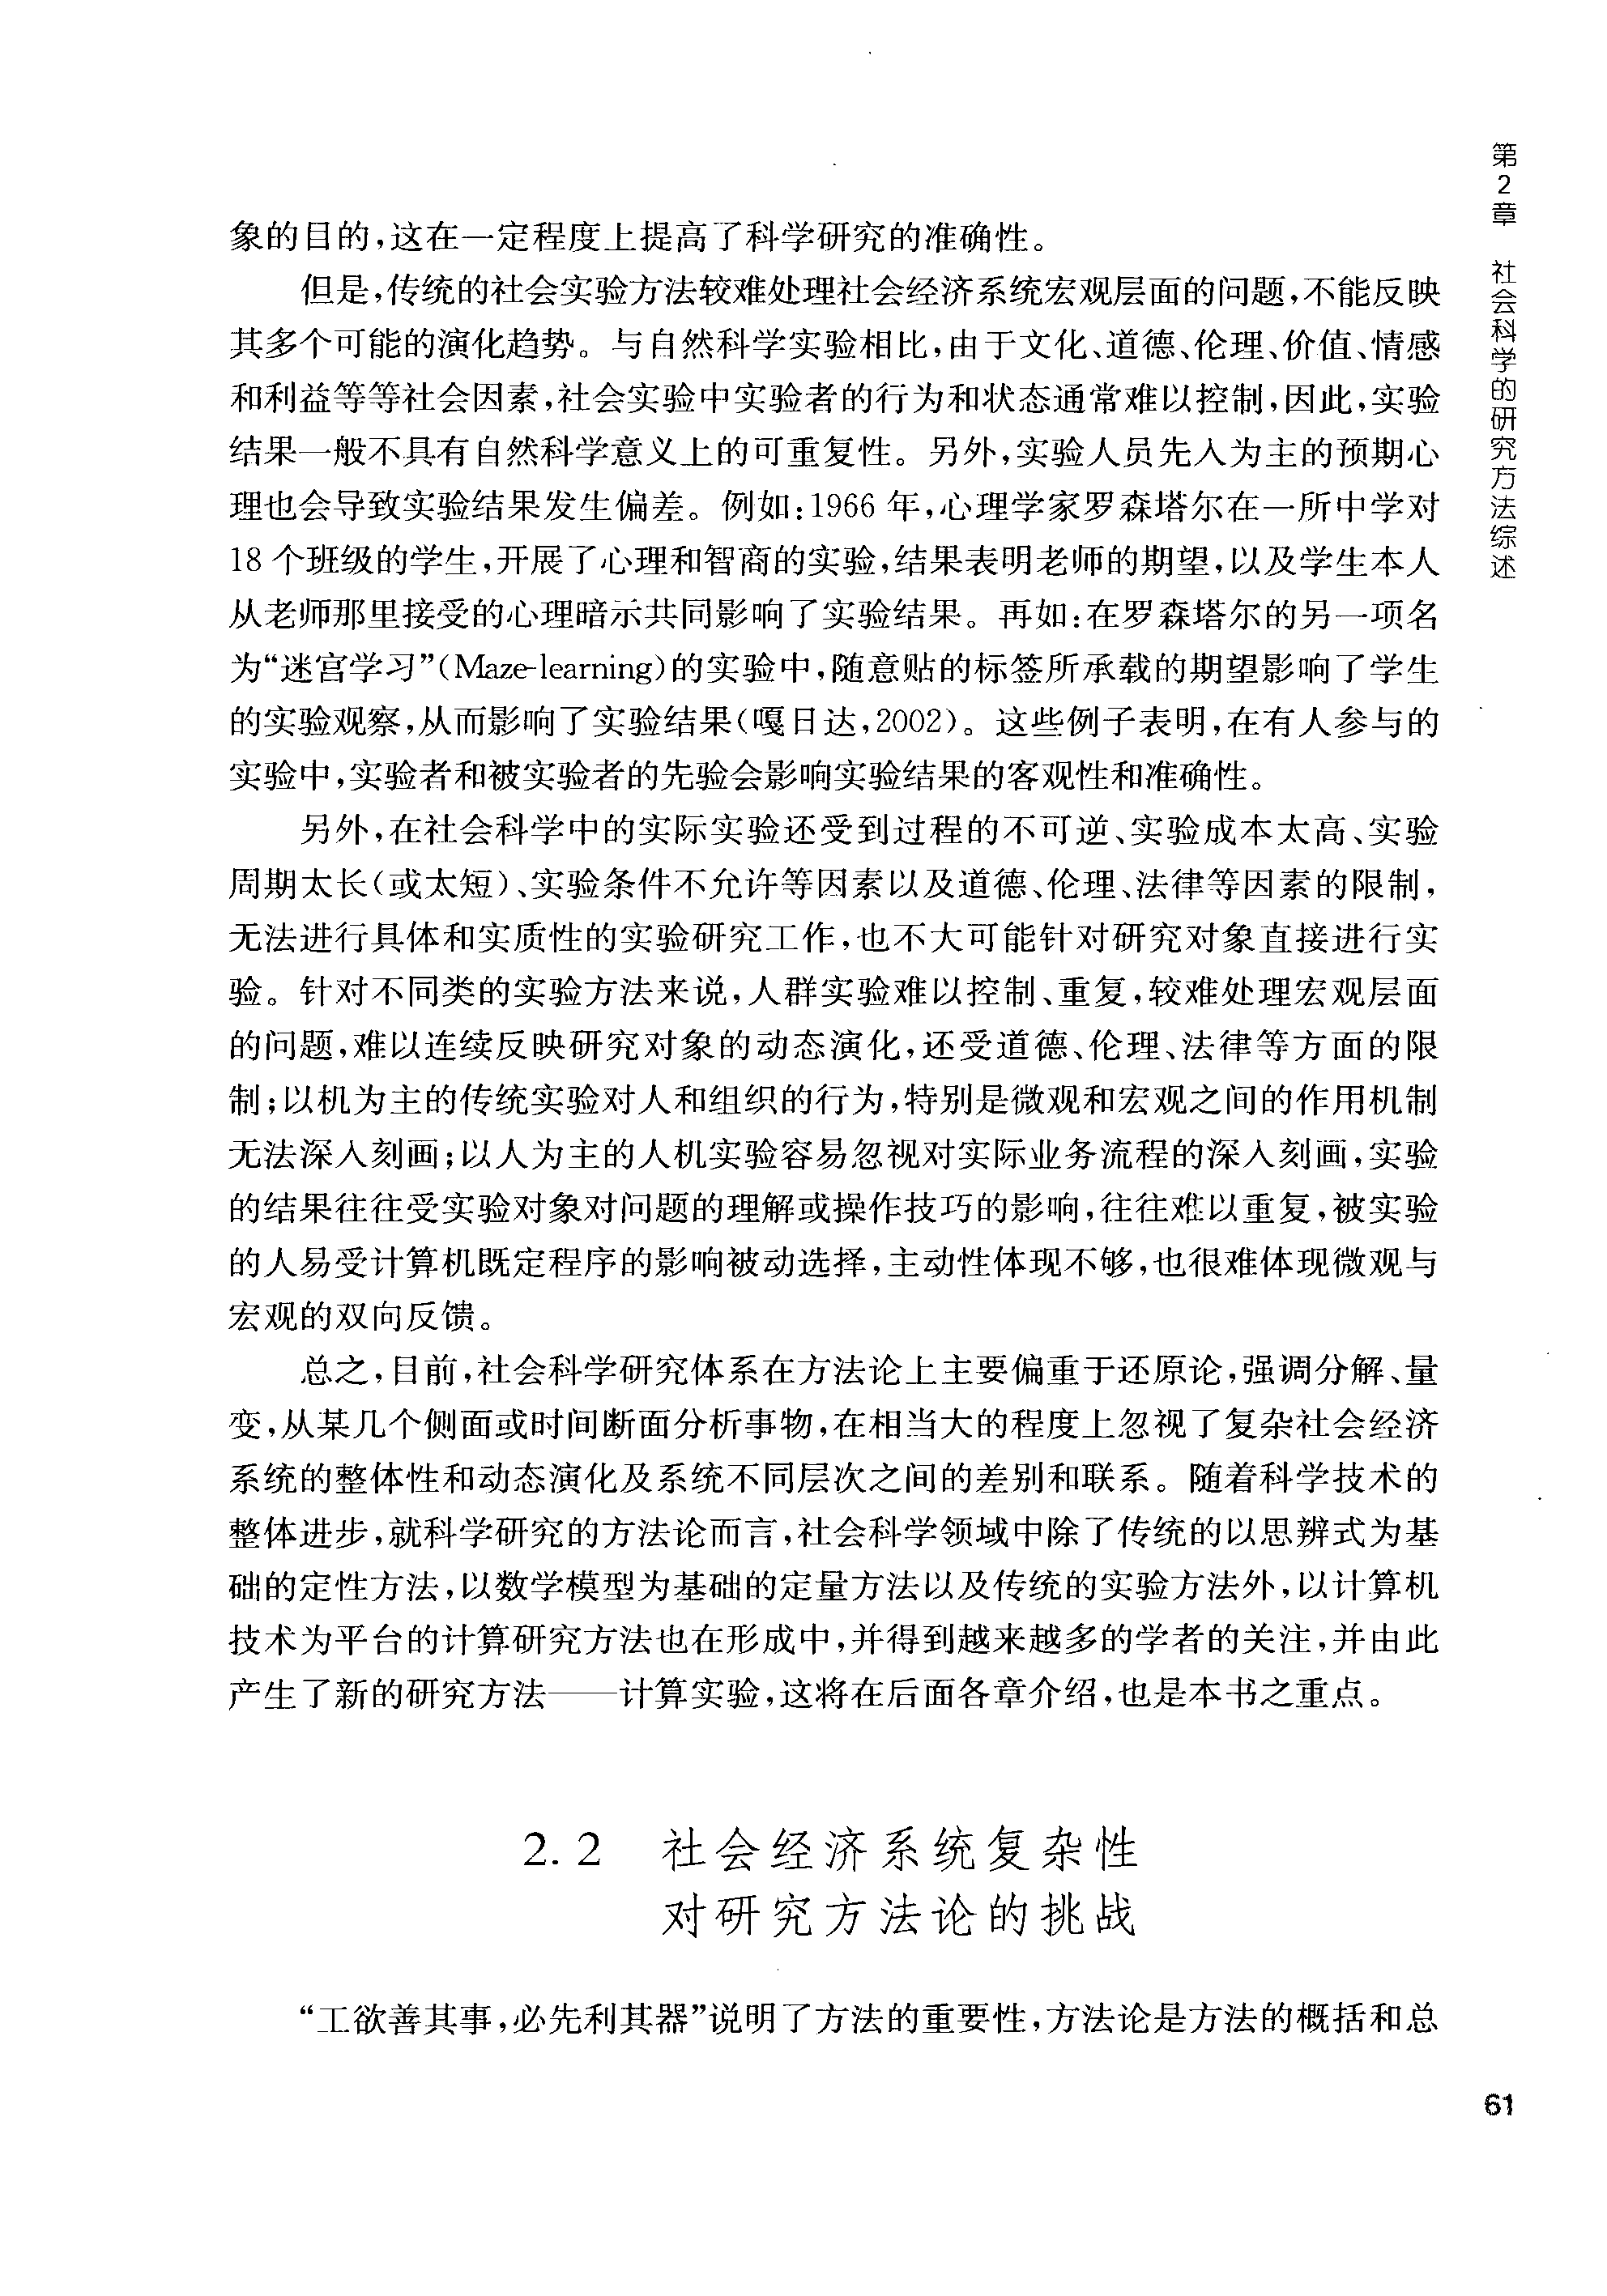 第2章 社会科学的研究方法综述
象的目的,这在一定程度上提高了科学研究的准确性。
但是,传统的社会实验方法较难处理社会经济系统宏观层面的问题,不能反映
其多个可能的演化趋势。与自然科学实验相比,由于文化、道德、伦理、价值、情感
和利益等等社会因素,社会实验中实验者的行为和状态通常难以控制,因此,实验
结果一般不具有自然科学意义上的可重复性。另外,实验人员先入为主的预期心
理也会导致实验结果发生偏差。例如:1966 年,心理学家罗森塔尔在一所中学对
18 个班级的学生,开展了心理和智商的实验,结果表明老师的期望,以及学生本人
从老师那里接受的心理暗示共同影响了实验结果。再如:在罗森塔尔的另一项名
为“迷宫学习”(Maze-learning)的实验中,随意贴的标签所承载的期望影响了学生
的实验观察,从而影响了实验结果(嘎日达,2002)。这些例子表明,在有人参与的
实验中,实验者和被实验者的先验会影响实验结果的客观性和准确性。
另外,在社会科学中的实际实验还受到过程的不可逆、实验成本太高、实验
周期太长(或太短)、实验条件不允许等因素以及道德、伦理、法律等因素的限制,
无法进行具体和实质性的实验研究工作,也不大可能针对研究对象直接进行实
验。针对不同类的实验方法来说,人群实验难以控制、重复,较难处理宏观层面
的问题,难以连续反映研究对象的动态演化,还受道德、伦理、法律等方面的限
制;以机为主的传统实验对人和组织的行为,特别是微观和宏观之间的作用机制
无法深入刻画;以人为主的人机实验容易忽视对实际业务流程的深入刻画,实验
的结果往往受实验对象对问题的理解或操作技巧的影响,往往难以重复,被实验
的人易受计算机既定程序的影响被动选择,主动性体现不够,也很难体现微观与
宏观的双向反馈。
总之,目前,社会科学研究体系在方法论上主要偏重于还原论,强调分解、量
变,从某几个侧面或时间断面分析事物,在相当大的程度上忽视了复杂社会经济
系统的整体性和动态演化及系统不同层次之间的差别和联系。随着科学技术的
整体进步,就科学研究的方法论而言,社会科学领域中除了传统的以思辨式为基
础的定性方法,以数学模型为基础的定量方法以及传统的实验方法外,以计算机
技术为平台的计算研究方法也在形成中,并得到越来越多的学者的关注,并由此
产生了新的研究方法——计算实验,这将在后面各章介绍,也是本书之重点。
2.2 社会经济系统复杂性
对研究方法论的挑战
“工欲善其事,必先利其器”说明了方法的重要性,方法论是方法的概括和总
61